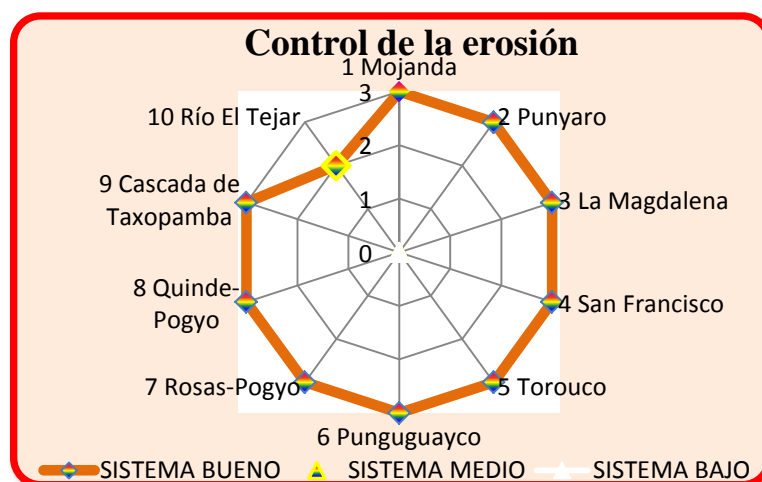 Control de la erosión
1 Mojanda
3
10 Río El Tejar
2 Punyaro
2
9 Cascada de
Taxopamba
3 La Magdalena
1
0
8 Quinde-
Pogyo
4 San Francisco
7 Rosas-Pogyo
5 Torouco
6 Punguguayco
SISTEMA BUENO
SISTEMA MEDIO
SISTEMA BAJO